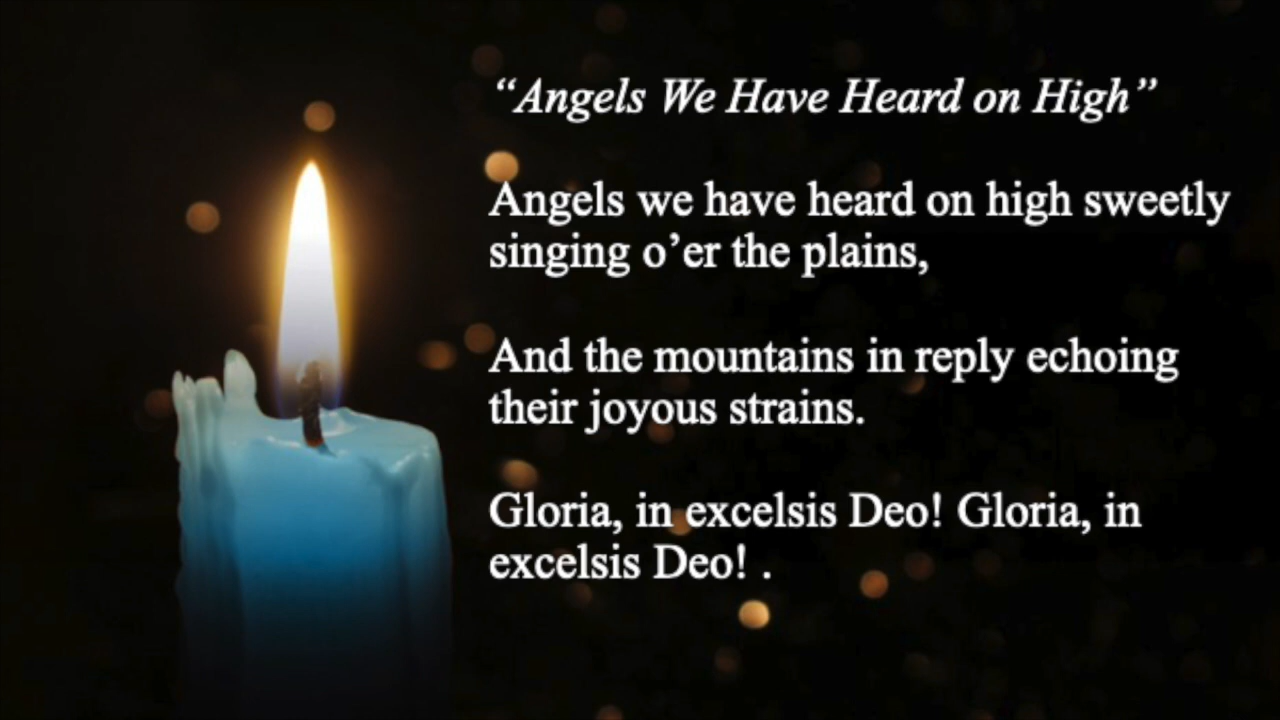 “Angels We Have Heard on High”
Angels we have heard on high sweetly
singing o’er the plains,
And the mountains in reply echoing
their joyous strains.
Gloria, in excelsis Deo! Gloria, in
excelsis Deo! .